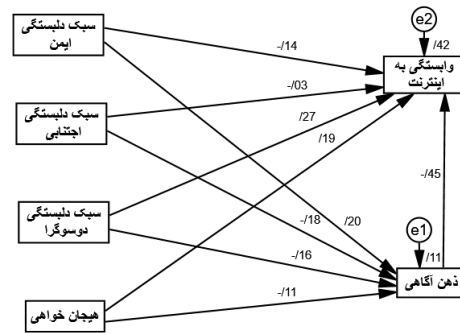 e2
/42
وابستگی به
اینترنت
سبک دلبستگی
ایمن
-/14
سبک دلبستگی
اجتنابی
-/03
/27
/19
-/45
سبک دلبستگی
دوسوگرا
-/18
/20
-/16
e1
/11
ذهن آگاهی
هیجان خواهی
-/11